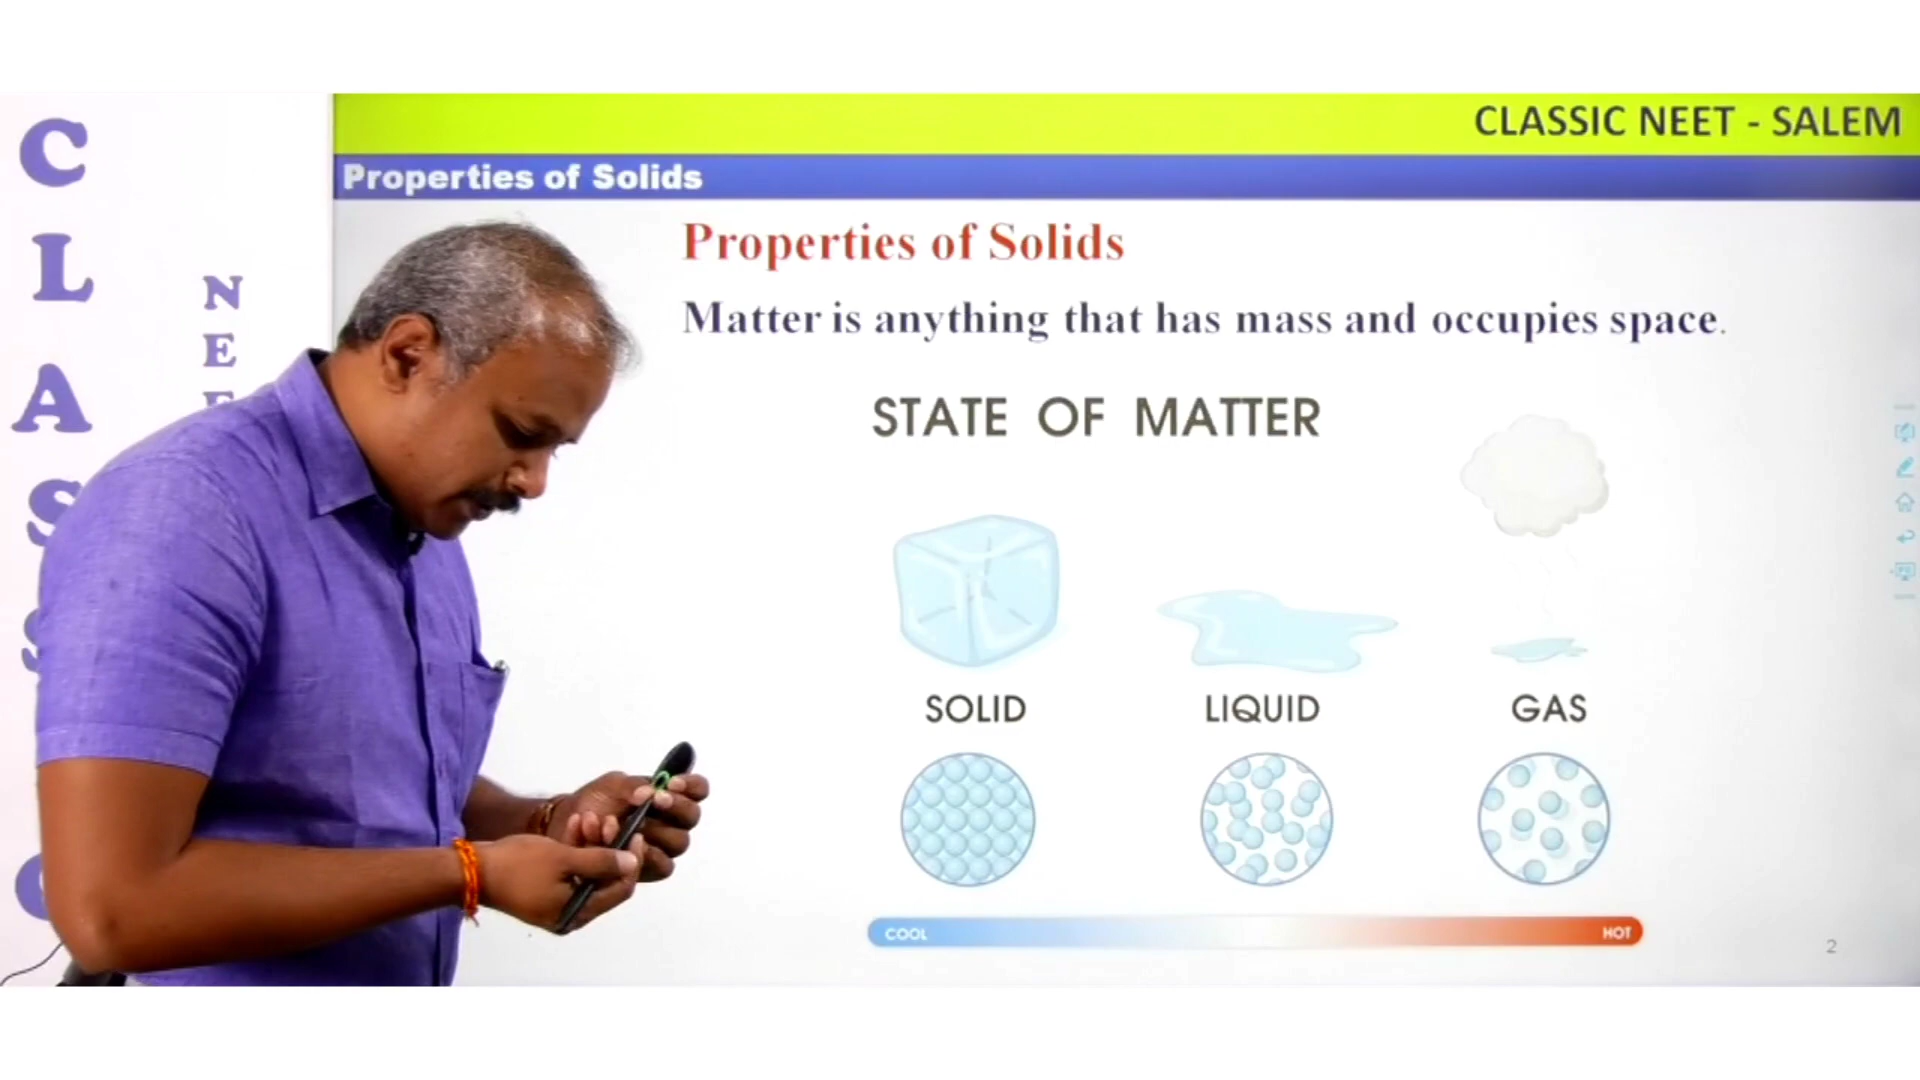 CLASSIC NEET - SALEM
Properties of Solids
Properties of Solids
Matter is anything that has mass and occupies space.
STATE OF MATTER
SOLID LIQUID GAS
COOL HOT
2
C
L
A
S
S
N
E